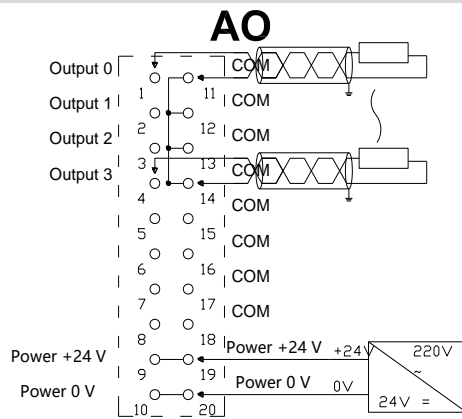 AO
Output 0 COM
1 11
Output 1 COM
2 12
Output 2 COM
3 13
Output 3 COM
4 14
COM
5 15
COM
6 16
COM
7 17
COM
8 18
Power +24 V Power +24 V +24V 220V
~
9 19
Power 0 V Power 0 V 0V
24V =
10 20